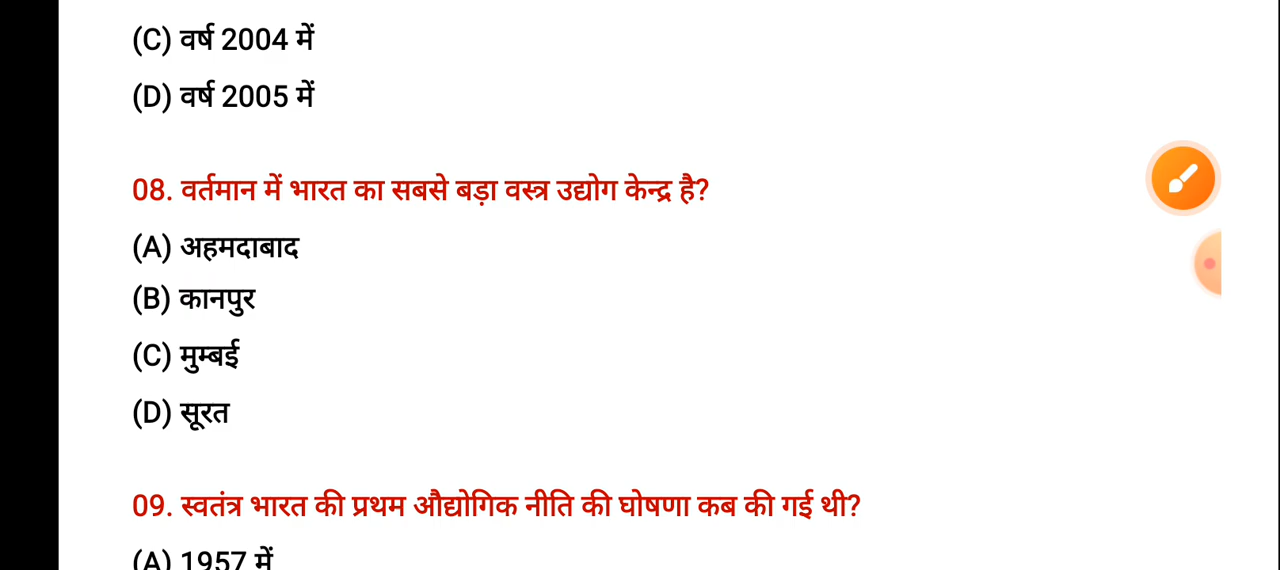 (C) वर्ष 2004 में
(D) वर्ष 2005 में
08. वर्तमान में भारत का सबसे बड़ा वस्त्र उद्योग केन्द्र है?
(A) अहमदाबाद
(B) कानपुर
(C) मुम्बई
(D) सूरत
09. स्वतंत्र भारत की प्रथम औद्योगिक नीति की घोषणा कब की गई थी?
(A) 1957 में